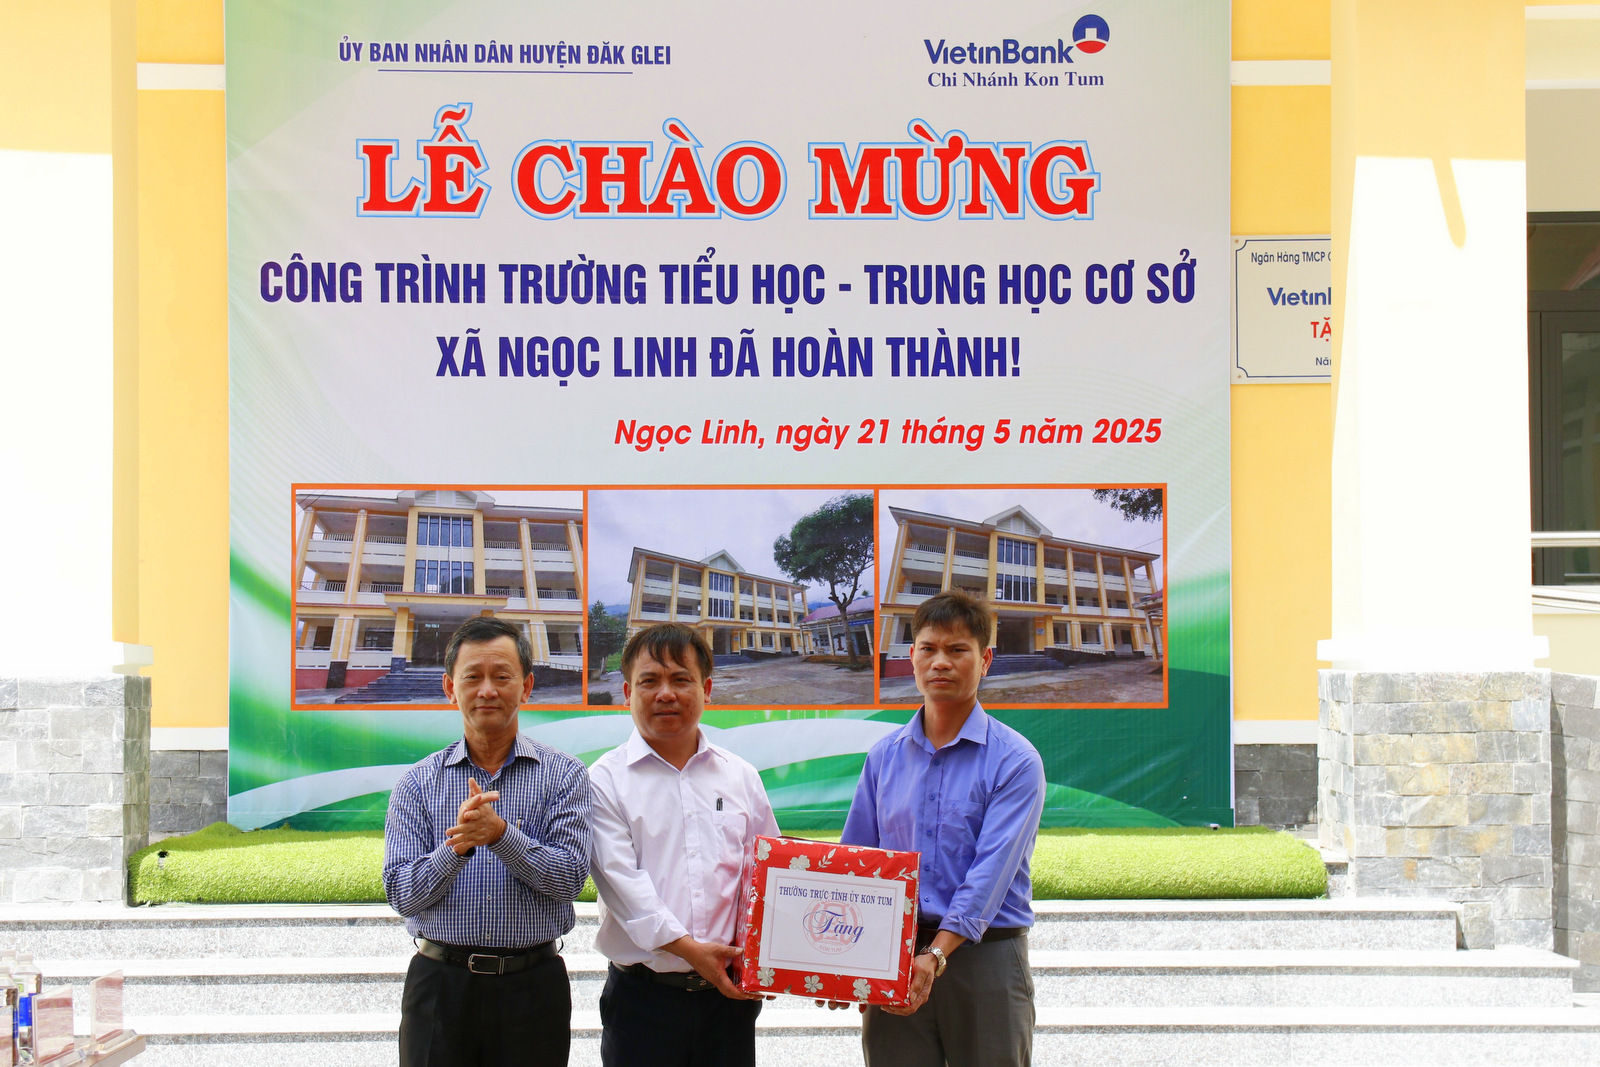 ỦY BAN NHÂN DÂN HUYỆN ĐĂK GLEI
VietinBank
Chi Nhánh Kon Tum
LỄ CHÀO MỪNG
CÔNG TRÌNH TRƯỜNG TIỂU HỌC - TRUNG HỌC CƠ SỞ
XÃ NGỌC LINH ĐÃ HOÀN THÀNH!
Ngọc Linh, ngày 21 tháng 5 năm 2025
Ngân Hàng TMCP
THƯỜNG TRỰC TỈNH ỦY KON TUM
Tặng